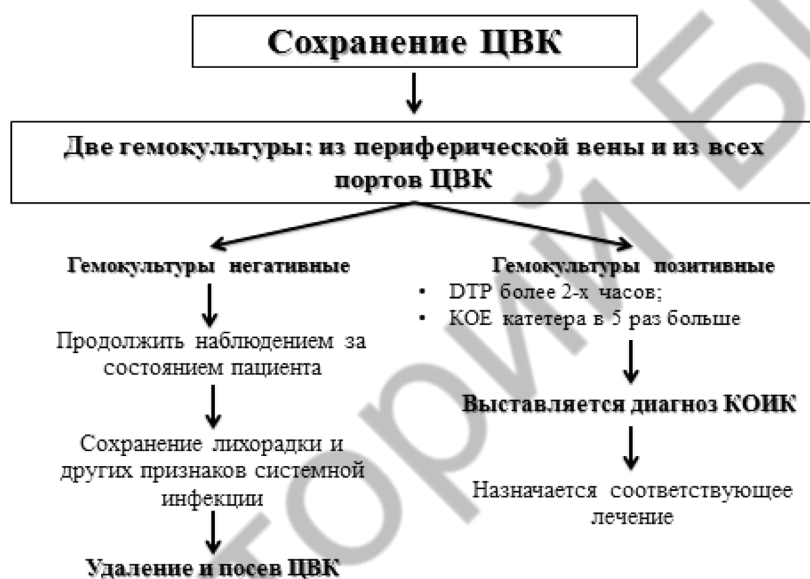 Сохранение ЦВК
Две гемокультуры: из периферической вены и из всех
портов ЦВК
Гемокультуры негативные
Продолжить наблюдением за
состоянием пациента
Сохранение лихорадки и
других признаков системной
инфекции
Удаление и посев ЦВК
Гемокультуры позитивные
• DTP более 2-х часов;
• КОЕ катетера в 5 раз больше
Выставляется диагноз КОИК
Назначается соответствующее
лечение